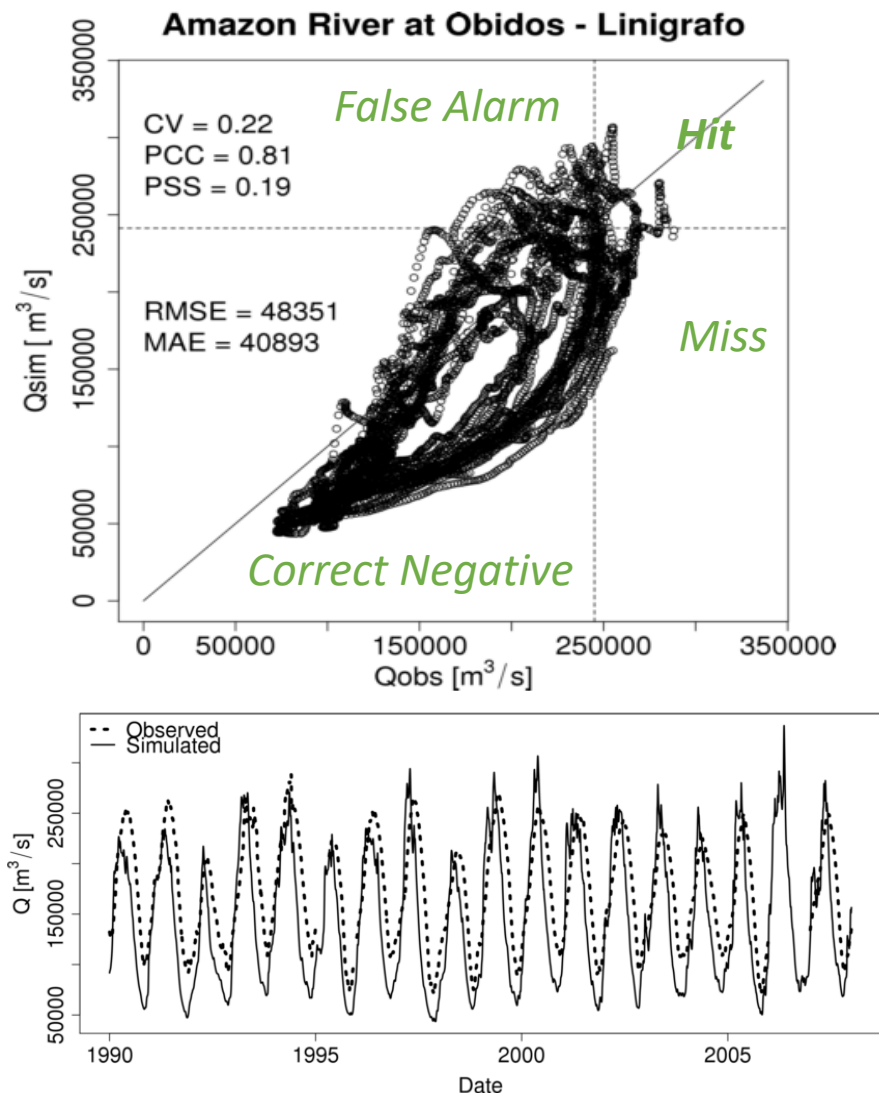 Amazon River at Obidos - Linigrafo
False Alarm
Hit
CV = 0.22
PCC = 0.81
PSS = 0.19
RMSE = 48351
MAE = 40893
Miss
Correct Negative
Qsim [ m³/s]
350000
250000
150000
50000
0
0 50000 150000 250000 350000
Qobs [m³/s]
Observed
Simulated
Q [m³/s]
250000
150000
50000
1990 1995 2000 2005
Date